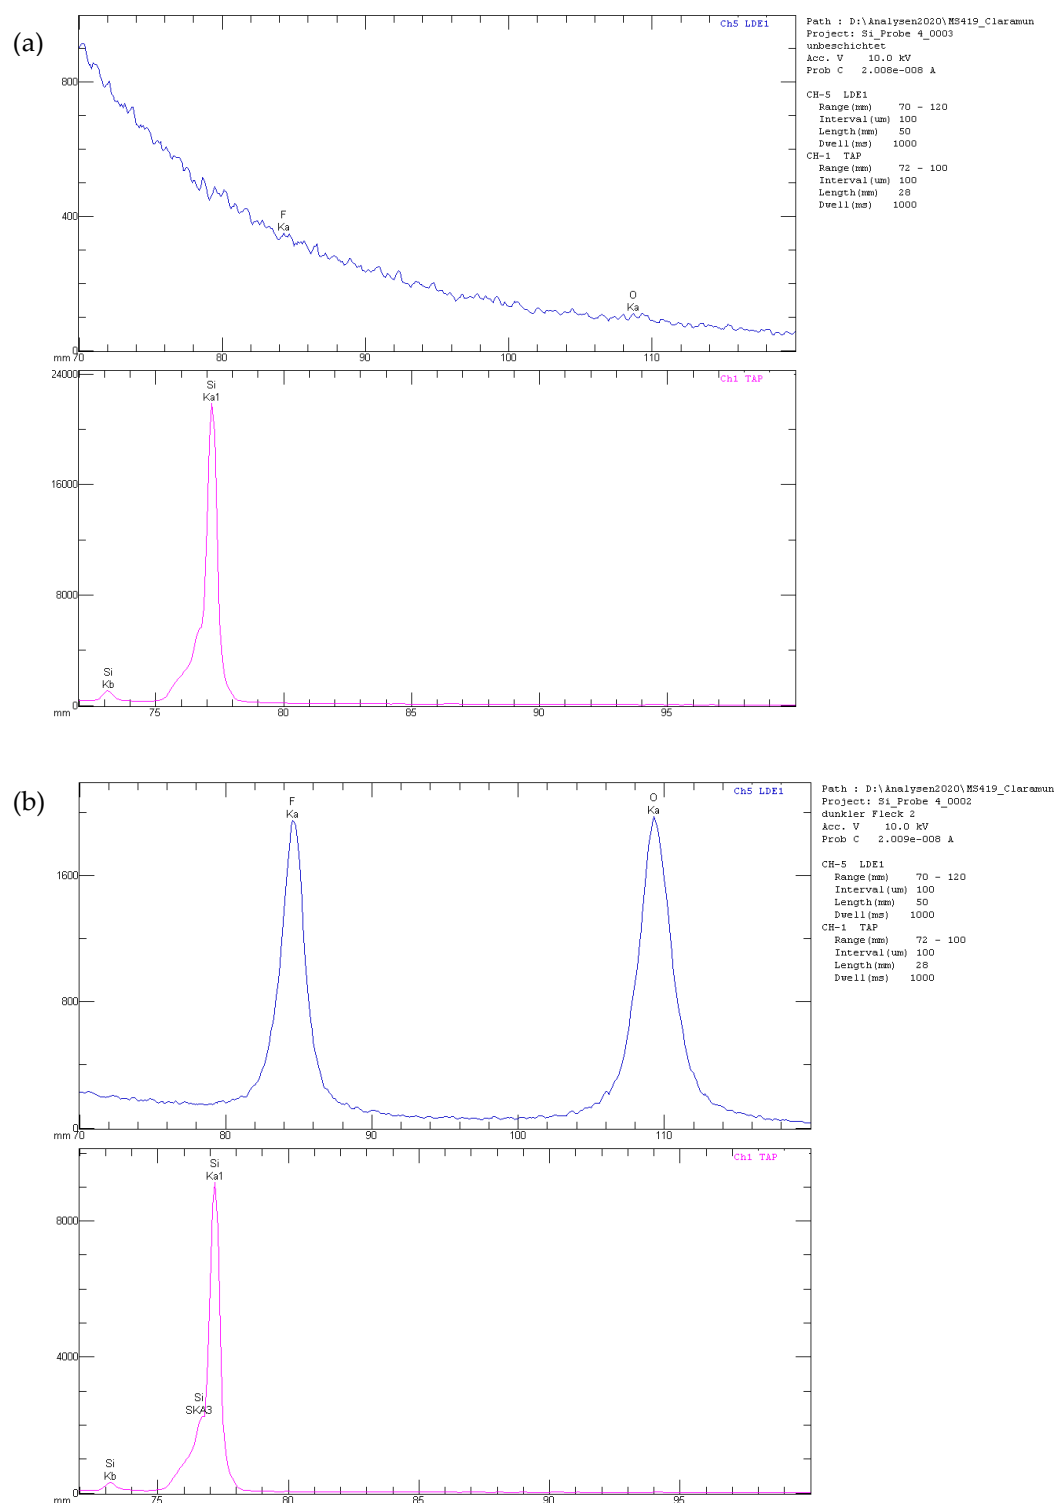 (a)
Ch5 LDE1
800
400
0
F
Ka
O
Ka
mm 70 80 90 100 110
Path : D:\Analysen2020\MS419_Claramun
Project: Si_Probe 4_0003
unbeschichtet
Acc. V 10.0 kV
Prob C 2.008e-008 A
CH-5 LDE1
Range(mm) 70 - 120
Interval(um) 100
Length(mm) 50
Dwell(ms) 1000
CH-1 TAP
Range(mm) 72 - 100
Interval(um) 100
Length(mm) 28
Dwell(ms) 1000
Ch1 TAP
24000
16000
8000
0
Si
Ka1
Si
Kb
mm 75 80 85 90 95
(b)
Ch5 LDE1
1600
800
0
F
Ka
O
Ka
mm 70 80 90 100 110
Path : D:\Analysen2020\MS419_Claramun
Project: Si_Probe 4_0002
dunkler Fleck 2
Acc. V 10.0 kV
Prob C 2.009e-008 A
CH-5 LDE1
Range(mm) 70 - 120
Interval(um) 100
Length(mm) 50
Dwell(ms) 1000
CH-1 TAP
Range(mm) 72 - 100
Interval(um) 100
Length(mm) 28
Dwell(ms) 1000
Ch1 TAP
8000
4000
0
Si
Ka1
Si
SKA3
Si
Kb
mm 75 80 85 90 95